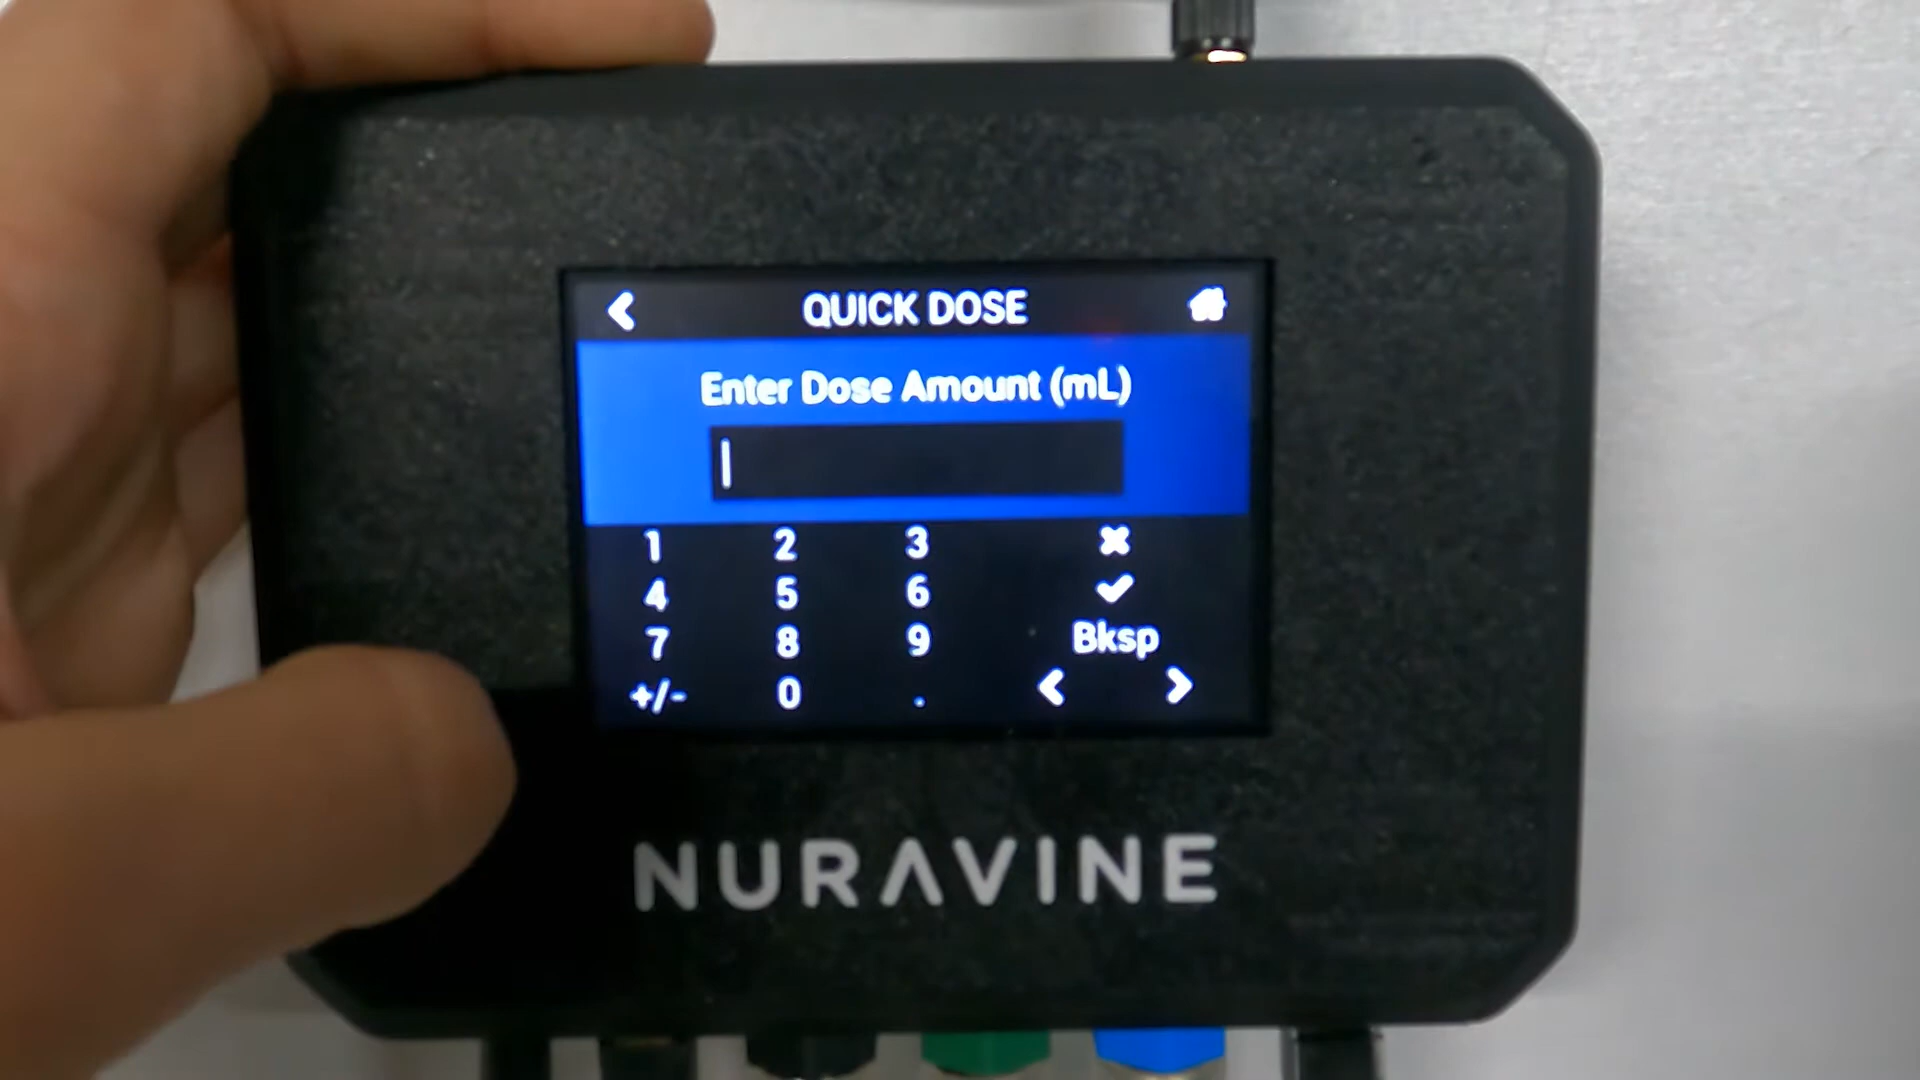 QUICK DOSE
Enter Dose Amount (mL)
1 2 3
4 5 6
7 8 9 Bksp
+/- 0 .
NURAVINE